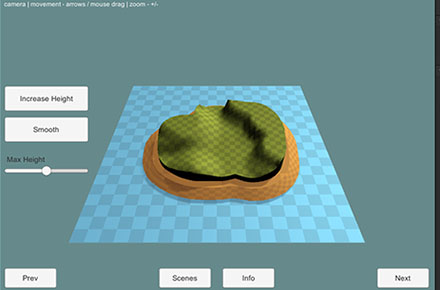 camera | movement - arrows / mouse drag | zoom - +/-
Increase Height
Smooth
Max Height
Prev
Scenes
Info
Next